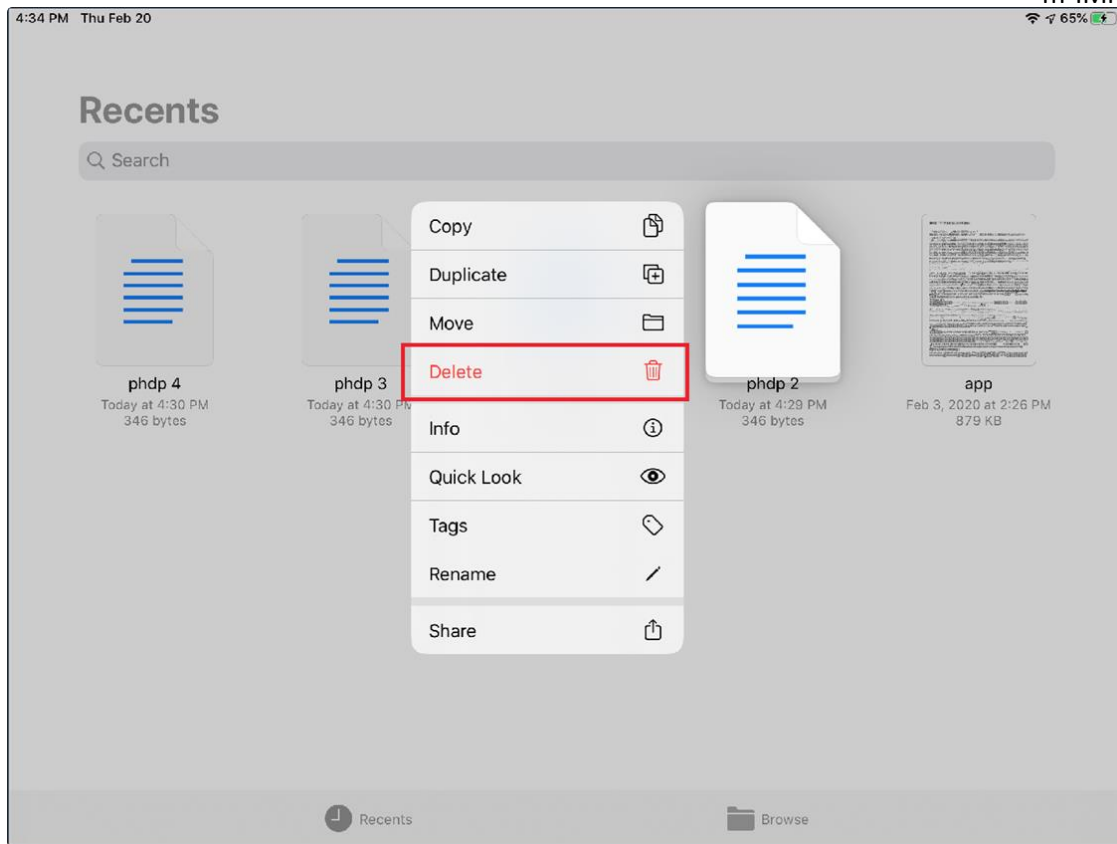 4:34 PM Thu Feb 20
65%
Recents
Search
Copy
Duplicate
Move
Delete
Info
Quick Look
Tags
Rename
Share
phdp 4
Today at 4:30 PM
346 bytes
phdp 3
Today at 4:30 PM
346 bytes
phdp 2
Today at 4:29 PM
346 bytes
app
Feb 3, 2020 at 2:26 PM
879 KB
Recents
Browse